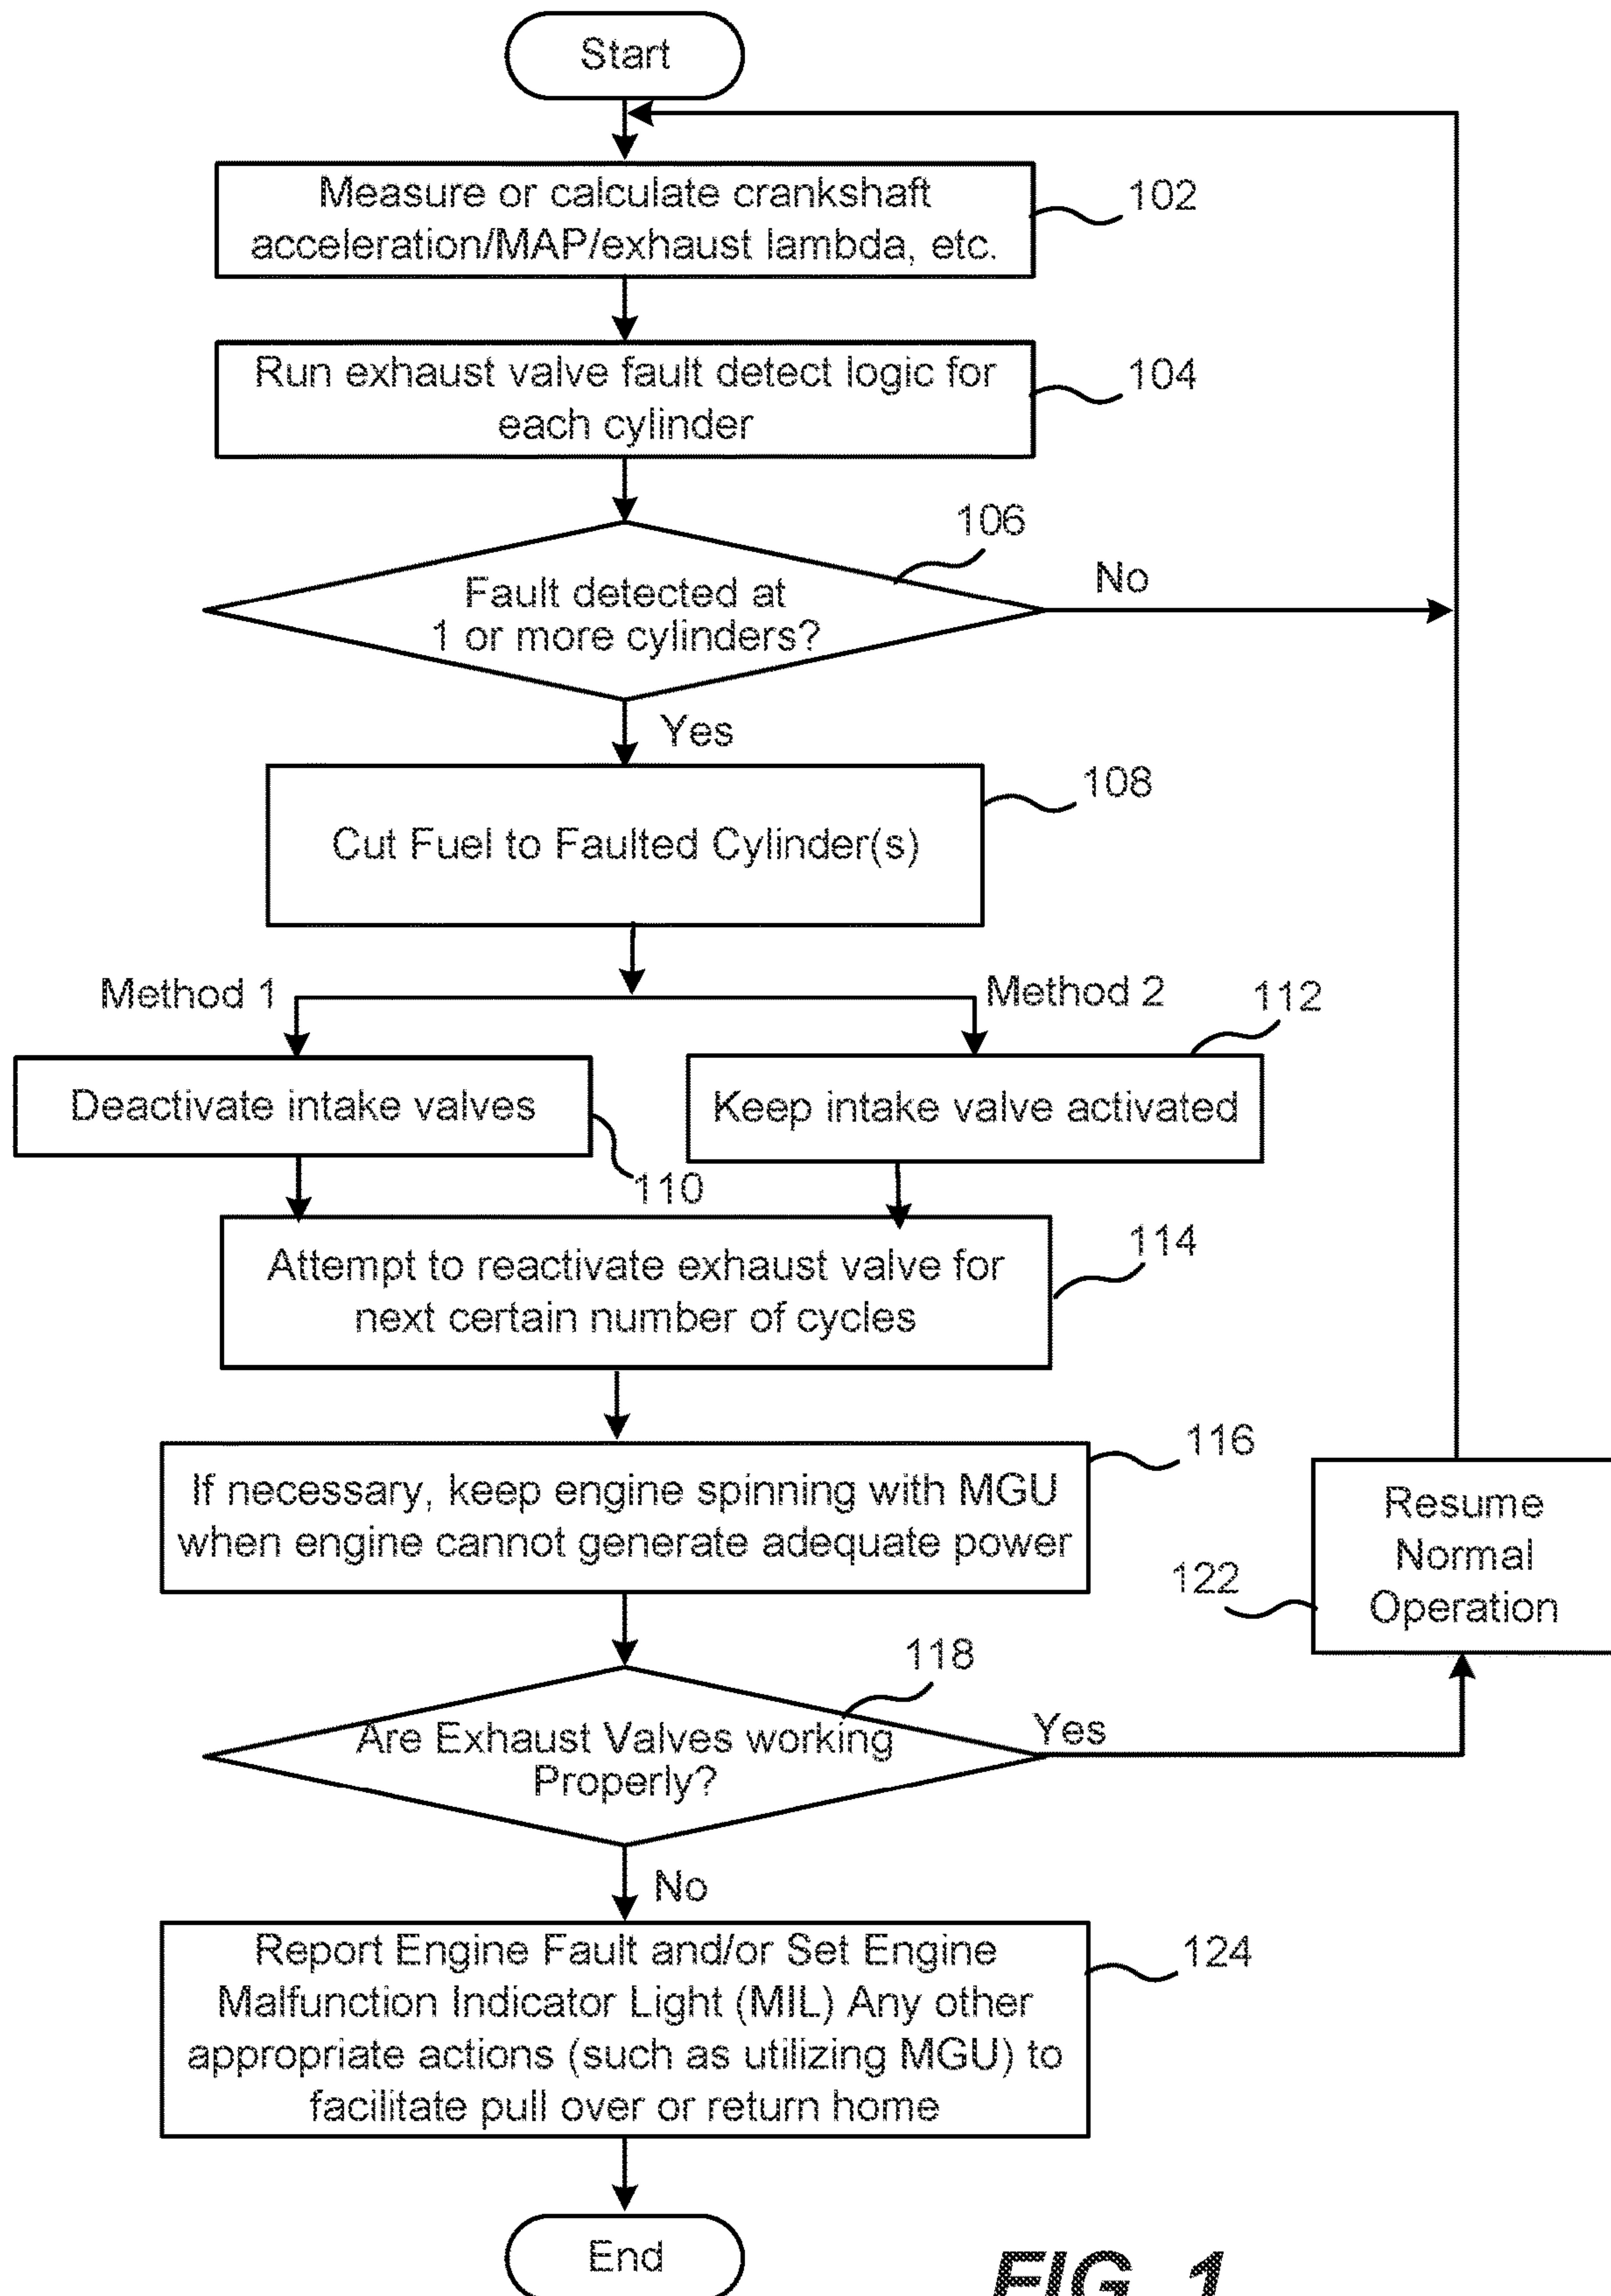 Start
Measure or calculate crankshaft
acceleration/MAP/exhaust lambda, etc.
102
Run exhaust valve fault detect logic for
each cylinder
104
106
Fault detected at
1 or more cylinders?
No
Yes
Cut Fuel to Faulted Cylinder(s)
108
Method 1
Method 2
112
Deactivate intake valves
110
Keep intake valve activated
Attempt to reactivate exhaust valve for
next certain number of cycles
114
If necessary, keep engine spinning with MGU
when engine cannot generate adequate power
116
Resume
Normal
Operation
122
118
Are Exhaust Valves working
Properly?
Yes
No
Report Engine Fault and/or Set Engine
Malfunction Indicator Light (MIL) Any other
appropriate actions (such as utilizing MGU) to
facilitate pull over or return home
124
End
FIG. 1